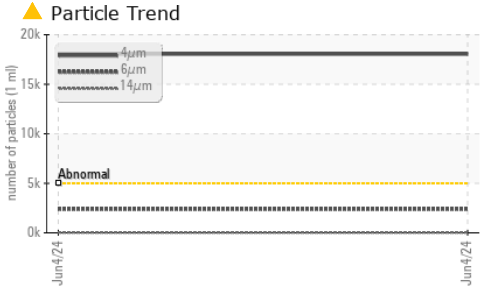 Particle Trend
number of particles (1 ml)
20k
15k
10k
5k
0k
4µm
6µm
14µm
Abnormal
Jun4/24
Jun4/24